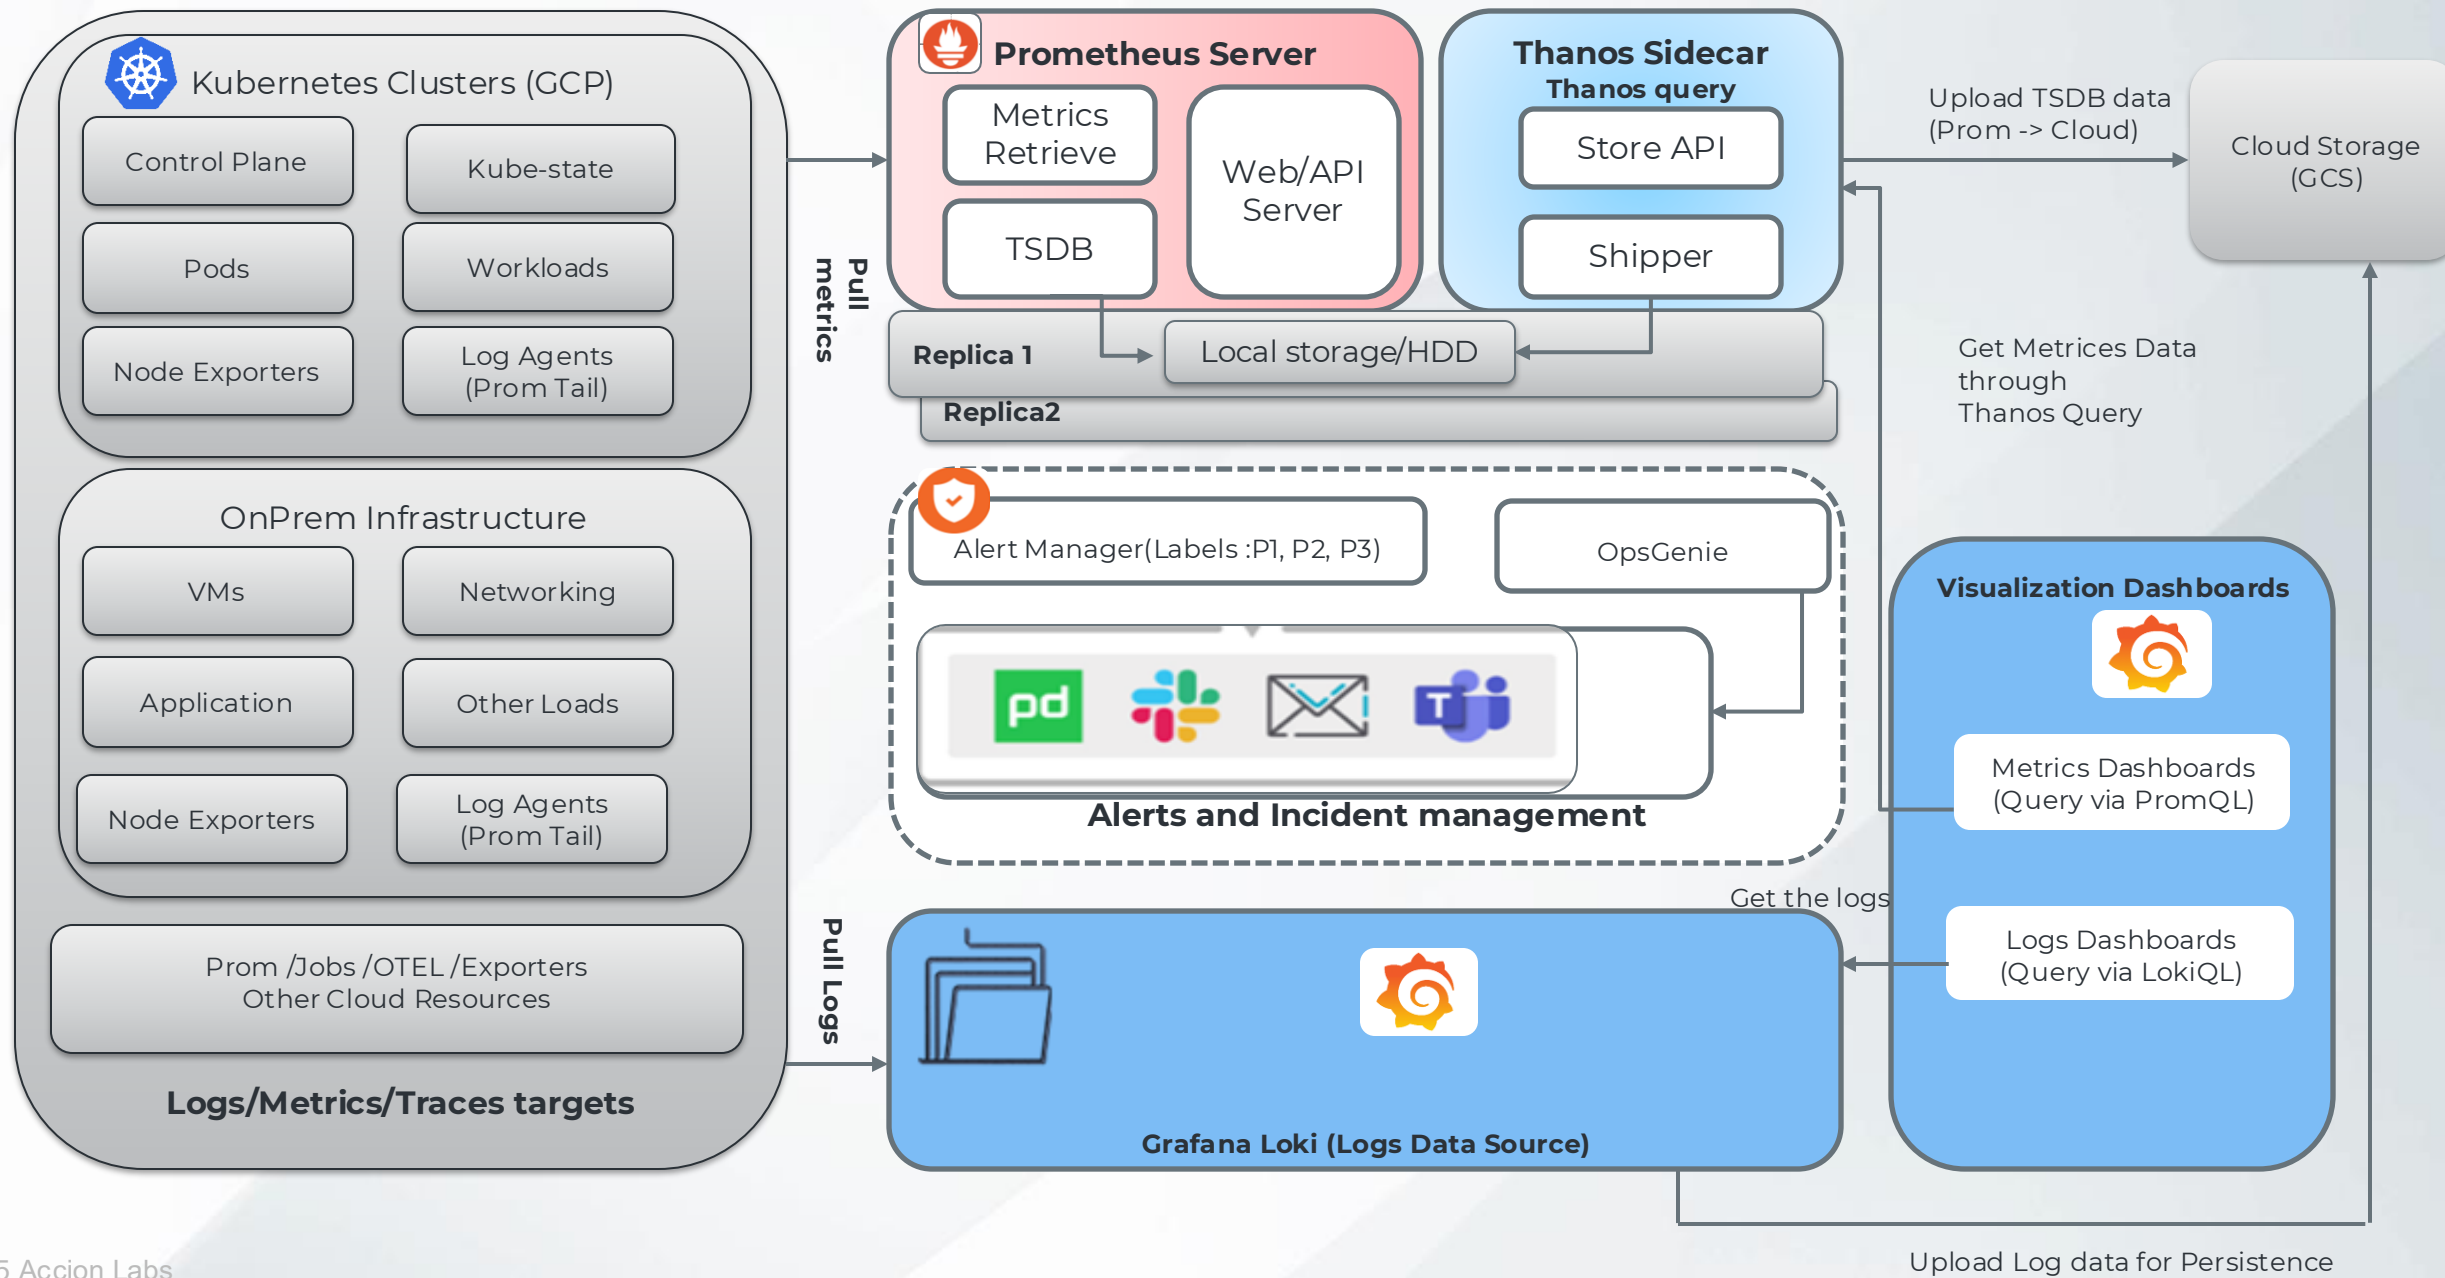 Kubernetes Clusters (GCP)
Control Plane
Kube-state
Pods
Workloads
Node Exporters
Log Agents
(Prom Tail)
OnPrem Infrastructure
VMs
Networking
Application
Other Loads
Node Exporters
Log Agents
(Prom Tail)
Prom /Jobs /OTEL /Exporters
Other Cloud Resources
Logs/Metrics/Traces targets
Pull
metrics
Pull Logs
Prometheus Server
Metrics
Retrieve
TSDB
Web/API
Server
Thanos Sidecar
Thanos query
Store API
Shipper
Replica 1
Local storage/HDD
Replica2
Upload TSDB data
(Prom -> Cloud)
Cloud Storage
(GCS)
Get Metrices Data
through
Thanos Query
Alert Manager(Labels :P1, P2, P3)
OpsGenie
pd
T
Alerts and Incident management
Visualization Dashboards
Metrics Dashboards
(Query via PromQL)
Get the logs
Logs Dashboards
(Query via LokiQL)
Grafana Loki (Logs Data Source)
Upload Log data for Persistence
5 Accion Labs